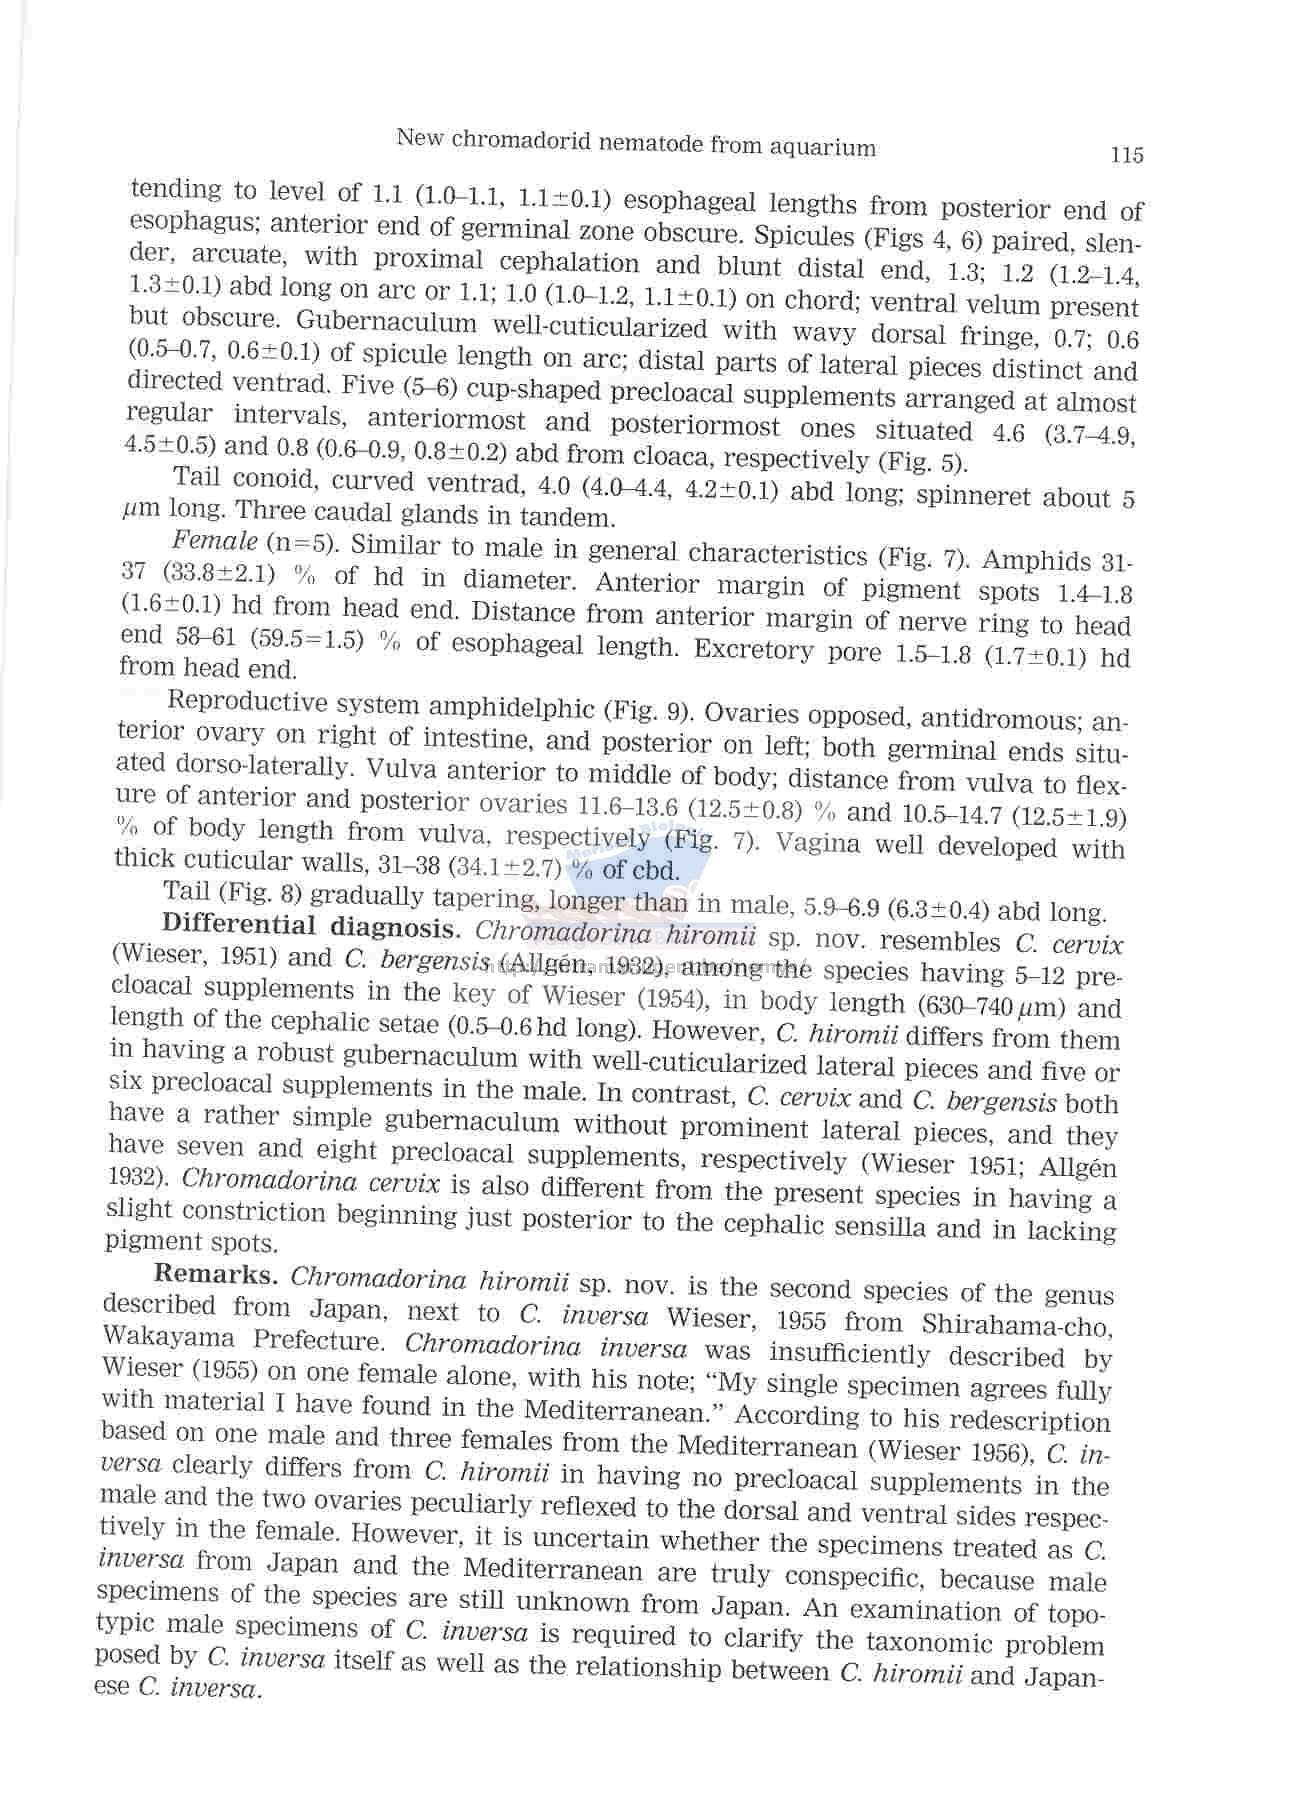 New chromadorid nematode from aquarium
115
tending to level of 1.1 (1.0–1.1, 1.1±0.1) esophageal lengths from posterior end of
esophagus; anterior end of germinal zone obscure. Spicules (Figs 4, 6) paired, slen-
der, arcuate, with proximal cephalation and blunt distal end, 1.3; 1.2 (1.2–1.4,
1.3±0.1) abd long on arc or 1.1; 1.0 (1.0–1.2, 1.1±0.1) on chord; ventral velum present
but obscure. Gubernaculum well-cuticularized with wavy dorsal fringe, 0.7; 0.6
(0.5–0.7, 0.6±0.1) of spicule length on arc; distal parts of lateral pieces distinct and
directed ventrad. Five (5–6) cup-shaped precloacal supplements arranged at almost
regular intervals, anteriormost and posteriormost ones situated 4.6 (3.7–4.9,
4.5±0.5) and 0.8 (0.6–0.9, 0.8±0.2) abd from cloaca, respectively (Fig. 5).
Tail conoid, curved ventrad, 4.0 (4.0–4.4, 4.2±0.1) abd long; spinneret about 5
μm long. Three caudal glands in tandem.
Female (n=5). Similar to male in general characteristics (Fig. 7). Amphids 31-
37 (33.8±2.1) % of hd in diameter. Anterior margin of pigment spots 1.4–1.8
(1.6±0.1) hd from head end. Distance from anterior margin of nerve ring to head
end 58–61 (59.5=1.5) % of esophageal length. Excretory pore 1.5–1.8 (1.7±0.1) hd
from head end.
Reproductive system amphidelphic (Fig. 9). Ovaries opposed, antidromous; an-
terior ovary on right of intestine, and posterior on left; both germinal ends situ-
ated dorso-laterally. Vulva anterior to middle of body; distance from vulva to flex-
ure of anterior and posterior ovaries 11.6–13.6 (12.5±0.8) % and 10.5–14.7 (12.5±1.9)
% of body length from vulva, respectively (Fig. 7). Vagina well developed with
thick cuticular walls, 31–38 (34.1±2.7) % of cbd.
Tail (Fig. 8) gradually tapering, longer than in male, 5.9–6.9 (6.3±0.4) abd long.
Differential diagnosis. Chromadorina hiromii sp. nov. resembles C. cervix
(Wieser, 1951) and C. bergensis (Allgén, 1932), among the species having 5–12 pre-
cloacal supplements in the key of Wieser (1954), in body length (630–740 μm) and
length of the cephalic setae (0.5–0.6 hd long). However, C. hiromii differs from them
in having a robust gubernaculum with well-cuticularized lateral pieces and five or
six precloacal supplements in the male. In contrast, C. cervix and C. bergensis both
have a rather simple gubernaculum without prominent lateral pieces, and they
have seven and eight precloacal supplements, respectively (Wieser 1951; Allgén
1932). Chromadorina cervix is also different from the present species in having a
slight constriction beginning just posterior to the cephalic sensilla and in lacking
pigment spots.
Remarks. Chromadorina hiromii sp. nov. is the second species of the genus
described from Japan, next to C. inversa Wieser, 1955 from Shirahama-cho,
Wakayama Prefecture. Chromadorina inversa was insufficiently described by
Wieser (1955) on one female alone, with his note; “My single specimen agrees fully
with material I have found in the Mediterranean.” According to his redescription
based on one male and three females from the Mediterranean (Wieser 1956), C. in-
versa clearly differs from C. hiromii in having no precloacal supplements in the
male and the two ovaries peculiarly reflexed to the dorsal and ventral sides respec-
tively in the female. However, it is uncertain whether the specimens treated as C.
inversa from Japan and the Mediterranean are truly conspecific, because male
specimens of the species are still unknown from Japan. An examination of topo-
typic male specimens of C. inversa is required to clarify the taxonomic problem
posed by C. inversa itself as well as the relationship between C. hiromii and Japan-
ese C. inversa.